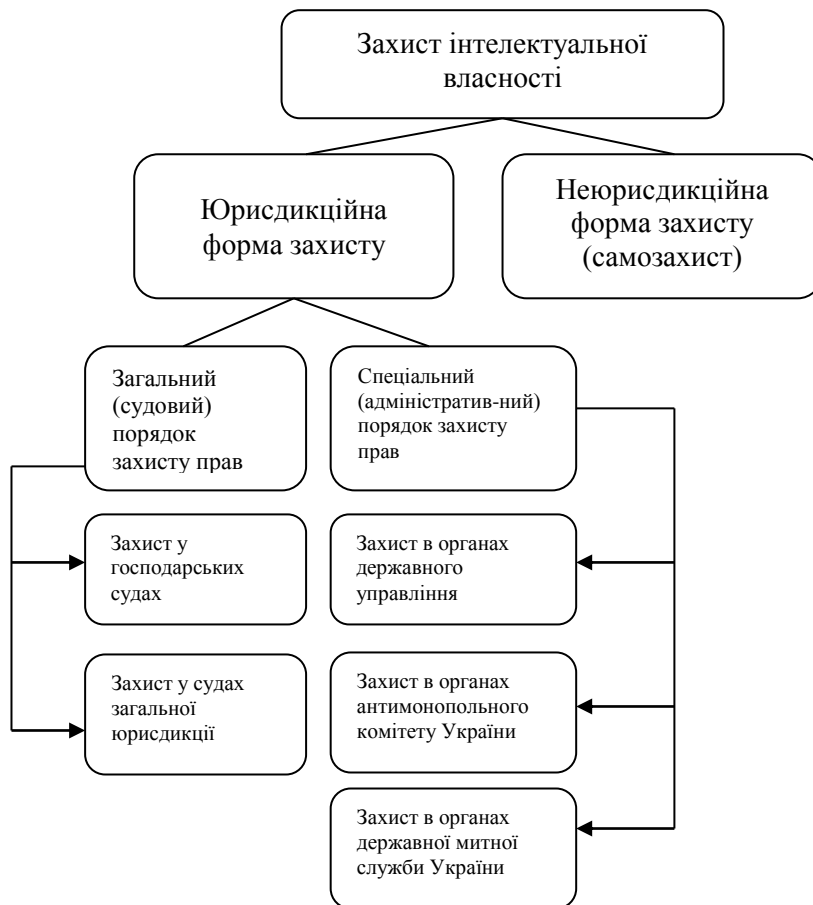 Захист інтелектуальної
власності
Юрисдикційна
форма захисту
Неюрисдикційна
форма захисту
(самозахист)
Загальний
(судовий)
порядок
захисту прав
Спеціальний
(адміністратив-ний)
порядок захисту
прав
Захист у
господарських
судах
Захист в органах
державного
управління
Захист у судах
загальної
юрисдикції
Захист в органах
антимонопольного
комітету України
Захист в органах
державної митної
служби України